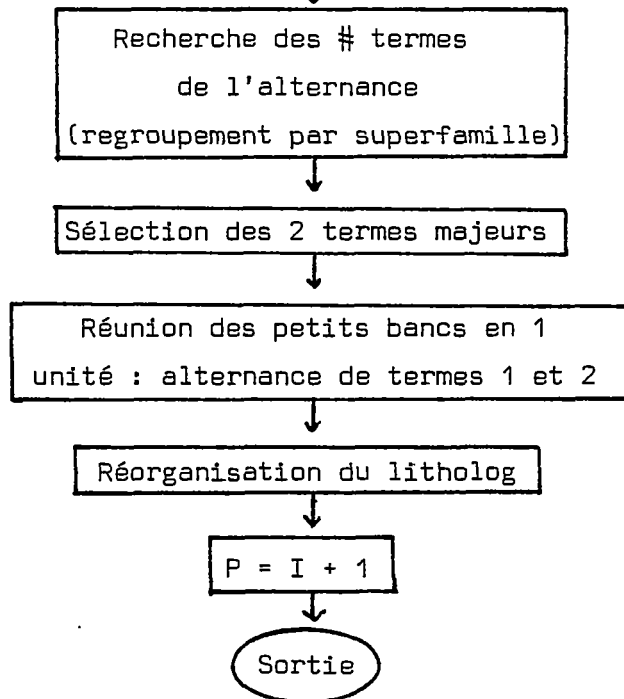 Recherche des # termes
de l'alternance
(regroupement par superfamille)
Sélection des 2 termes majeurs
Réunion des petits bancs en 1
unité : alternance de termes 1 et 2
Réorganisation du litholog
P = I + 1
Sortie